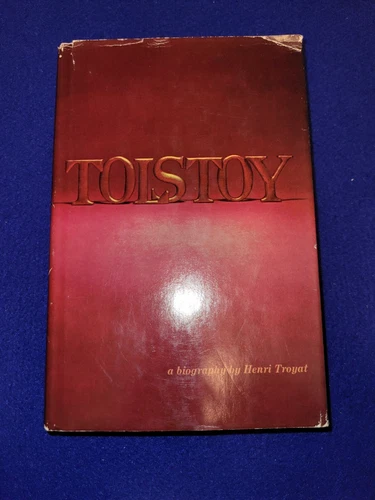 TOLSTOY
a biography by Henri Troyat